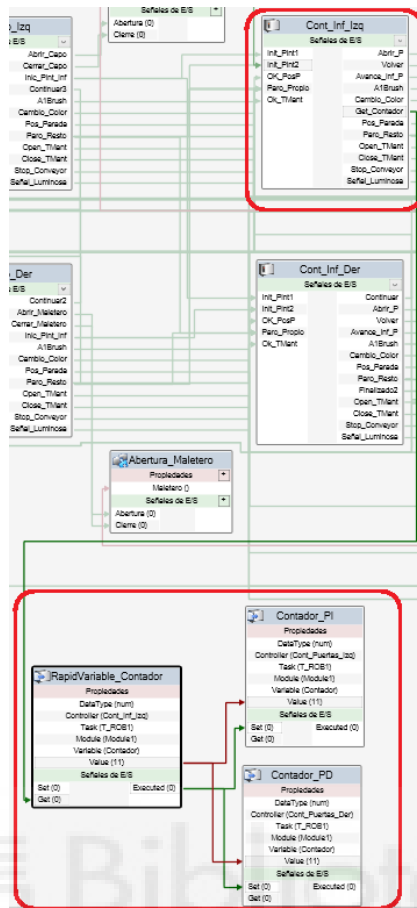 Señales de E/S
Abertura (0)
Cierre (0)
_Izq
s E/S
Abrir_Capo
Cerrar_Capo
Inic_Pint_Inf
Continuar3
A1Brush
Cambio_Color
Pos_Parada
Paro_Resto
Open_TMant
Close_TMant
Stop_Conveyor
Señal_Luminosa
Cont_Inf_Izq
Señales de E/S
Init_Pint1
Init_Pint2
OK_PosP
Paro_Propio
Ok_TMant
Abrir_P
Volver
Avance_Inf_P
A1Brush
Cambio_Color
Get_Contador
Pos_Parada
Paro_Resto
Open_TMant
Close_TMant
Stop_Conveyor
Señal_Luminosa
_Der
s E/S
Continuar2
Abrir_Maletero
Cerrar_Maletero
Inic_Pint_Inf
A1Brush
Cambio_Color
Pos_Parada
Paro_Resto
Open_TMant
Close_TMant
Stop_Conveyor
Señal_Luminosa
Cont_Inf_Der
Señales de E/S
Init_Pint1
Init_Pint2
OK_PosP
Paro_Propio
Ok_TMant
Continuar
Abrir_P
Volver
Avance_Inf_P
A1Brush
Cambio_Color
Pos_Parada
Paro_Resto
Finalizado2
Open_TMant
Close_TMant
Stop_Conveyor
Señal_Luminosa
Abertura_Maletero
Propiedades +
Maletero ()
Señales de E/S +
Abertura (0)
Cierre (0)
Contador_PI
Propiedades
DataType (num)
Controller (Cont_Puertas_Izq)
Task (T_ROB1)
Module (Module1)
Variable (Contador)
Value (11)
Señales de E/S
Set (0) Executed (0)
Get (0)
RapidVariable_Contador
Propiedades
DataType (num)
Controller (Cont_Inf_Izq)
Task (T_ROB1)
Module (Module1)
Variable (Contador)
Value (11)
Señales de E/S
Set (0) Executed (0)
Get (0)
Contador_PD
Propiedades
DataType (num)
Controller (Cont_Puertas_Der)
Task (T_ROB1)
Module (Module1)
Variable (Contador)
Value (11)
Señales de E/S
Set (0) Executed (0)
Get (0)